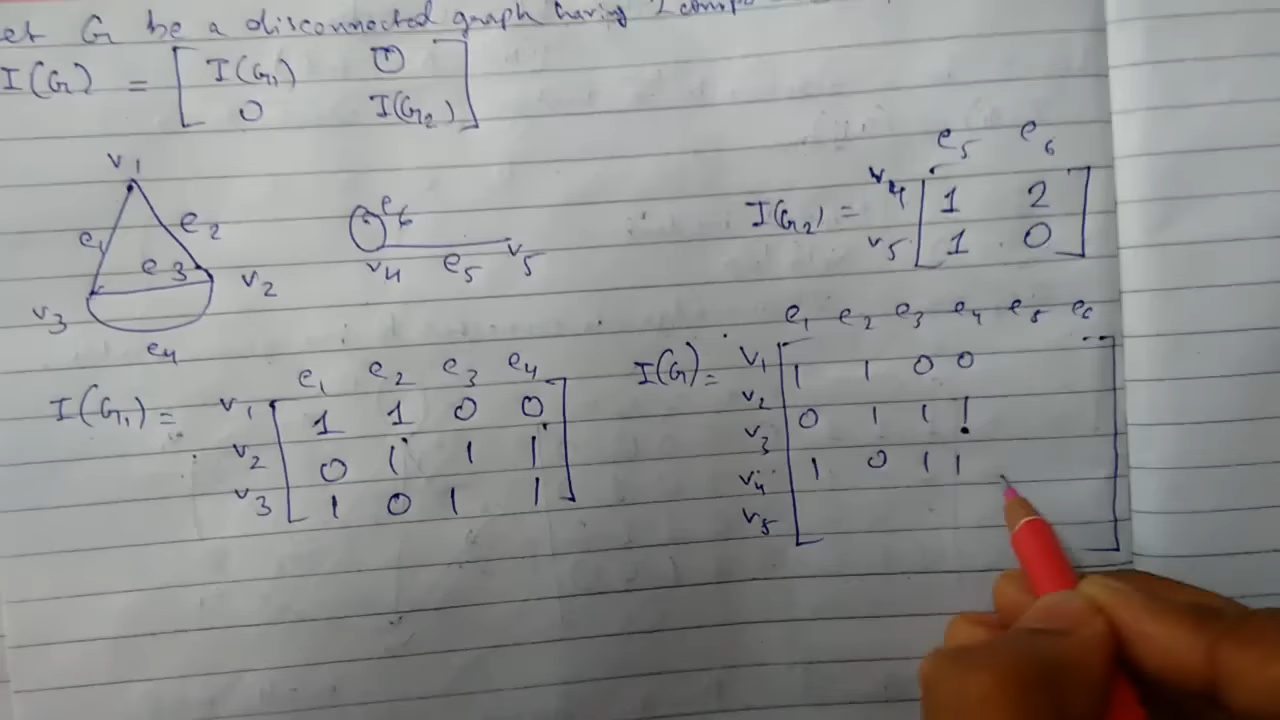 et G be a disconnected graph having 2 comp
I(G) = [ I(G₁) 0
0 I(G₂) ]
v₁
e₁ e₂
e₃
v₃ v₂
e₄
e₆
v₄ e₅ v₅
e₅ e₆
I(G₂) = v₄ [ 1 2
v₅ 1 0 ]
e₁ e₂ e₃ e₄
I(G₁) = v₁ [ 1 1 0 0
v₂ 0 1 1 1
v₃ 1 0 1 1 ]
e₁ e₂ e₃ e₄ e₅ e₆
I(G) = v₁ [ 1 1 0 0
v₂ 0 1 1 1
v₃ 1 0 1 1
v₄
v₅ ]